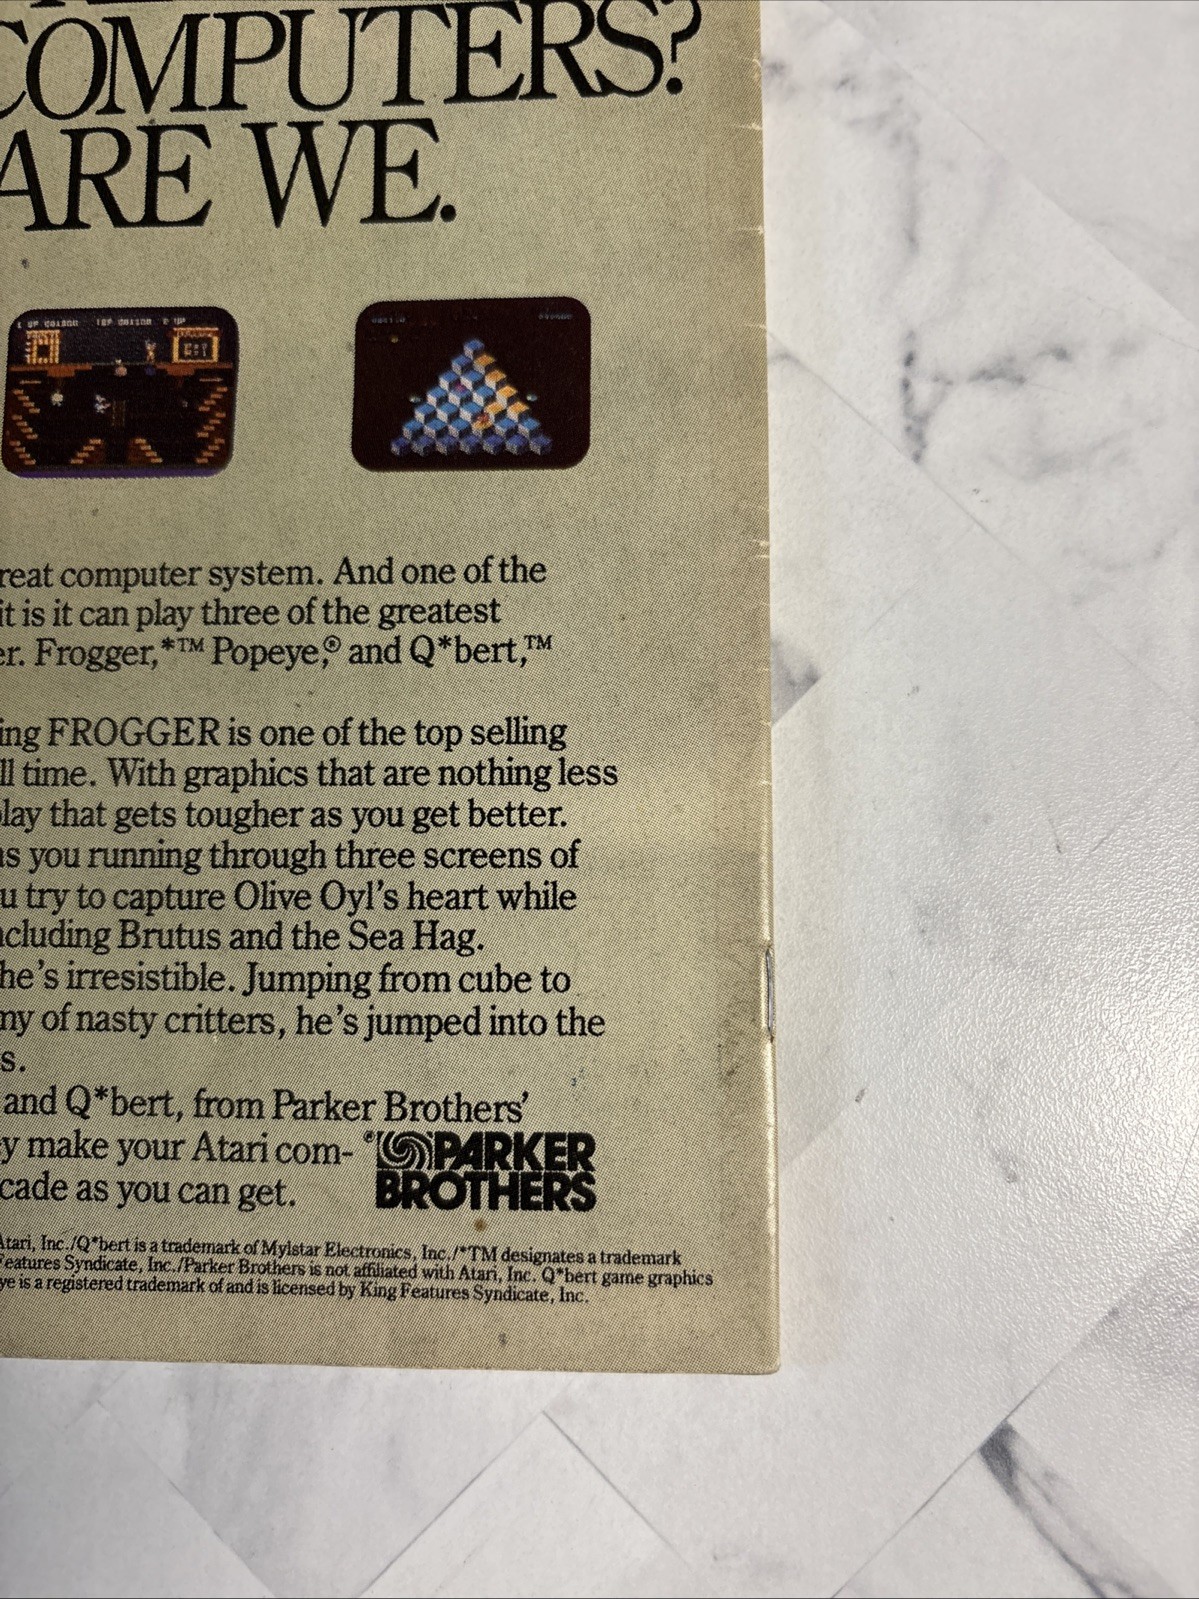 COMPUTERS?
ARE WE.
reat computer system. And one of the
it is it can play three of the greatest
er. Frogger,*™ Popeye,® and Q*bert,™
ing FROGGER is one of the top selling
ll time. With graphics that are nothing less
lay that gets tougher as you get better.
as you running through three screens of
u try to capture Olive Oyl's heart while
ncluding Brutus and the Sea Hag.
he's irresistible. Jumping from cube to
my of nasty critters, he's jumped into the
s.
and Q*bert, from Parker Brothers'
y make your Atari com-
cade as you can get.
PARKER
BROTHERS
Atari, Inc./Q*bert is a trademark of Mylstar Electronics, Inc./*TM designates a trademark
Features Syndicate, Inc./Parker Brothers is not affiliated with Atari, Inc. Q*bert game graphics
ye is a registered trademark of and is licensed by King Features Syndicate, Inc.